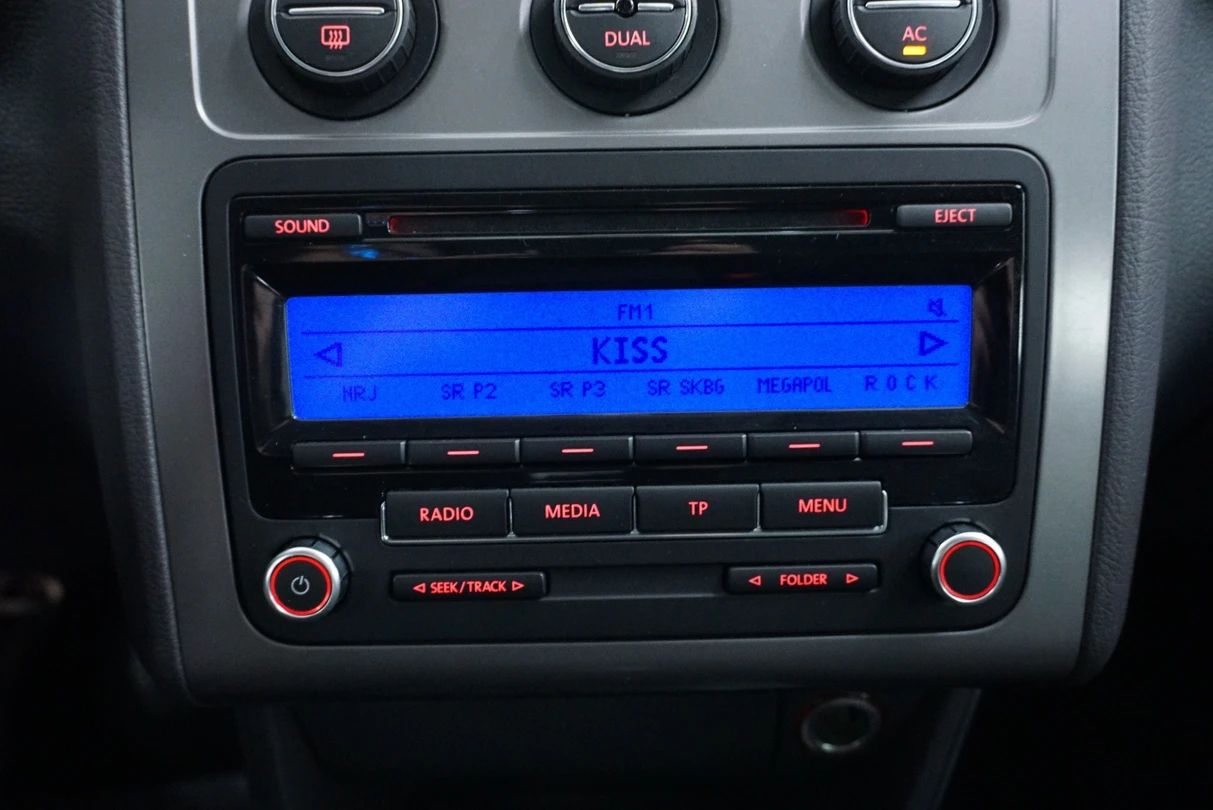 DUAL
AC
SOUND
EJECT
FM1
KISS
NRJ SR P2 SR P3 SR SKBG MEGAPOL R O C K
RADIO MEDIA TP MENU
SEEK/TRACK
FOLDER